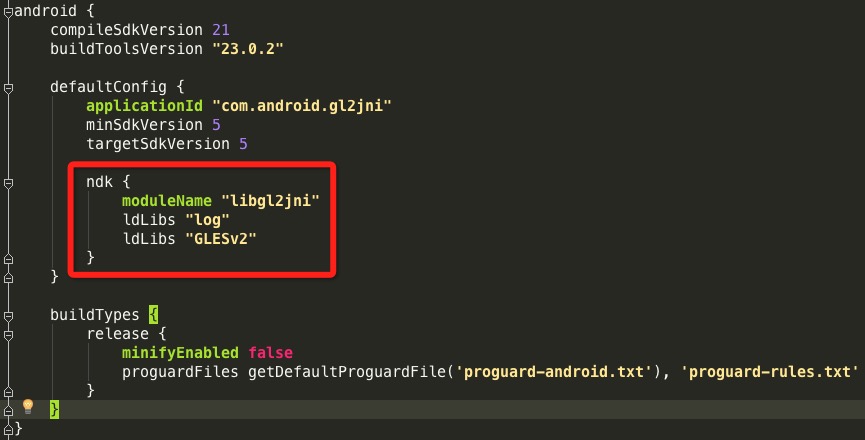 android {
compileSdkVersion 21
buildToolsVersion "23.0.2"
defaultConfig {
applicationId "com.android.gl2jni"
minSdkVersion 5
targetSdkVersion 5
ndk {
moduleName "libgl2jni"
ldLibs "log"
ldLibs "GLESv2"
}
}
buildTypes {
release {
minifyEnabled false
proguardFiles getDefaultProguardFile('proguard-android.txt'), 'proguard-rules.txt'
}
}
}